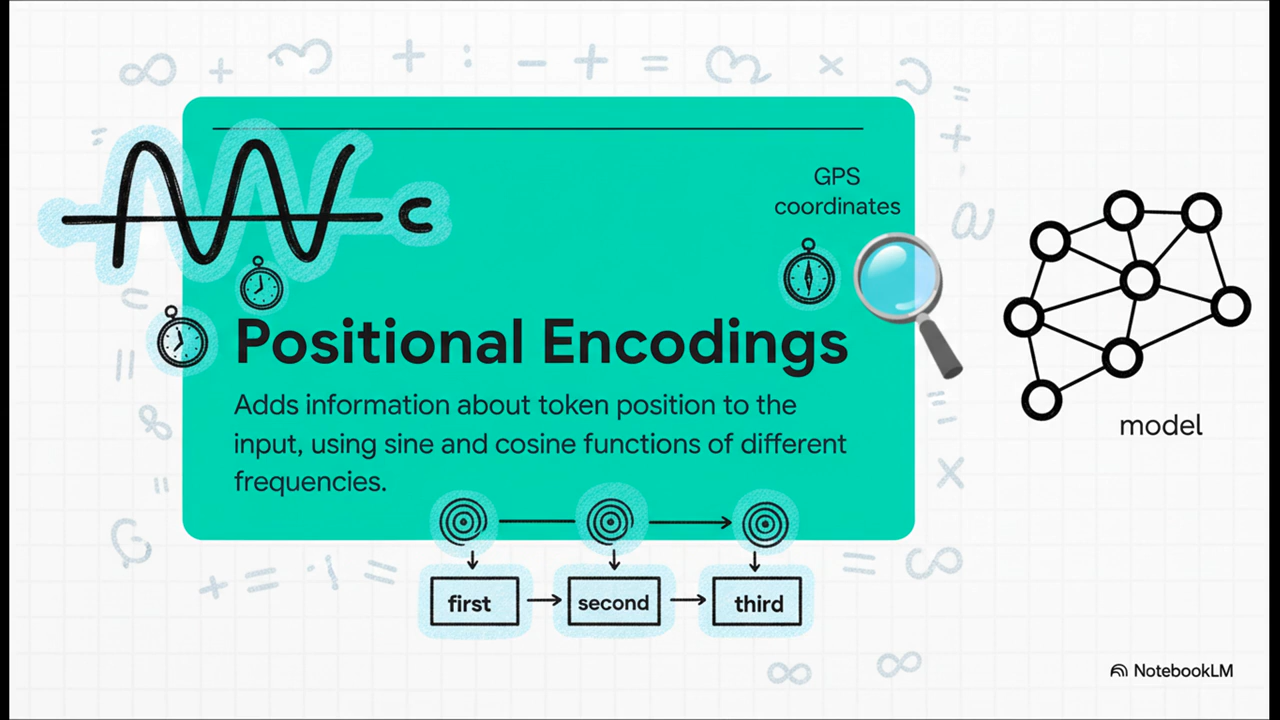 c
GPS
coordinates
Positional Encodings
Adds information about token position to the
input, using sine and cosine functions of different
frequencies.
first
second
third
model
NotebookLM